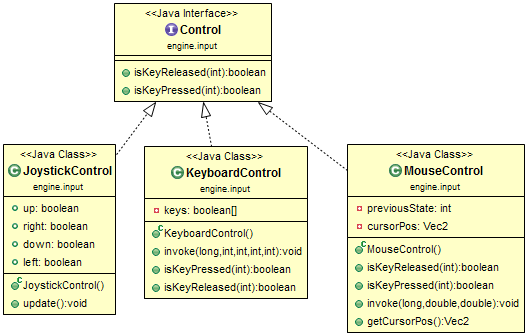 <<Java Interface>>
Control
engine.input
isKeyReleased(int):boolean
isKeyPressed(int):boolean
<<Java Class>>
JoystickControl
engine.input
up: boolean
right: boolean
down: boolean
left: boolean
JoystickControl()
update():void
<<Java Class>>
KeyboardControl
engine.input
keys: boolean[]
KeyboardControl()
invoke(long,int,int,int,int):void
isKeyPressed(int):boolean
isKeyReleased(int):boolean
<<Java Class>>
MouseControl
engine.input
previousState: int
cursorPos: Vec2
MouseControl()
isKeyReleased(int):boolean
isKeyPressed(int):boolean
invoke(long,double,double):void
getCursorPos():Vec2